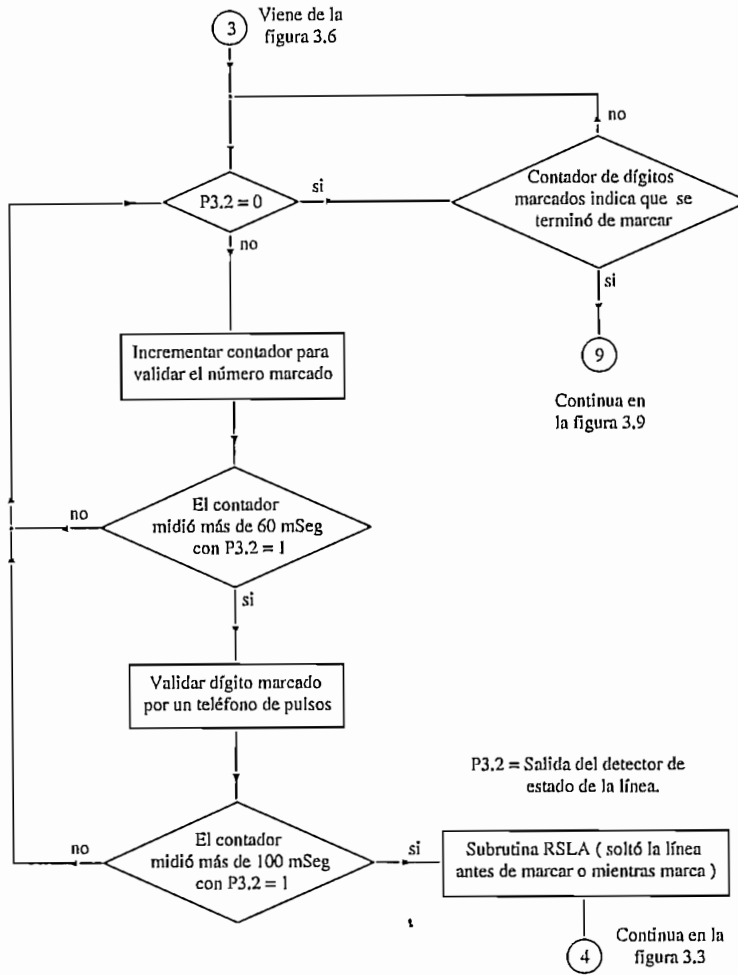 3
Viene de la
figura 3.6
no
P3.2 = 0
si
Contador de dígitos
marcados indica que se
terminó de marcar
no
si
Incrementar contador para
validar el número marcado
9
Continua en
la figura 3.9
El contador
midió más de 60 mSeg
con P3.2 = 1
no
si
Validar dígito marcado
por un teléfono de pulsos
P3.2 = Salida del detector de
estado de la línea.
no
El contador
midió más de 100 mSeg
con P3.2 = 1
si
Subrutina RSLA ( soltó la línea
antes de marcar o mientras marca )
4
Continua en la
figura 3.3